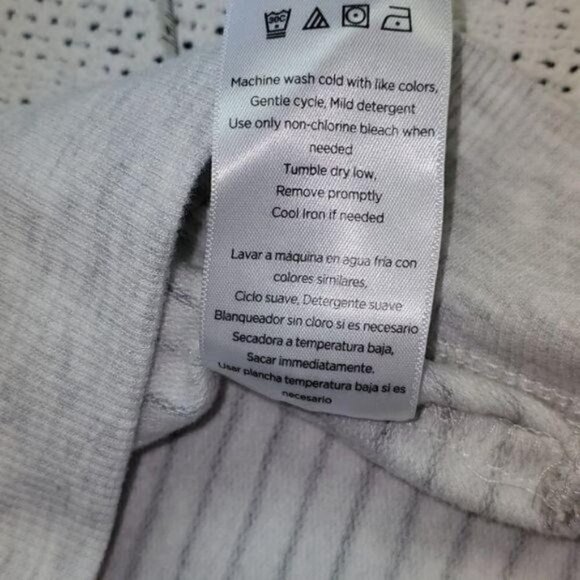 30C
Machine wash cold with like colors,
Gentle cycle, Mild detergent
Use only non-chlorine bleach when
needed
Tumble dry low,
Remove promptly
Cool Iron if needed
Lavar a máquina en agua fría con
colores similares,
Ciclo suave, Detergente suave
Blanqueador sin cloro si es necesario
Secadora a temperatura baja,
Sacar immediatamente.
Usar plancha temperatura baja si es
necesario